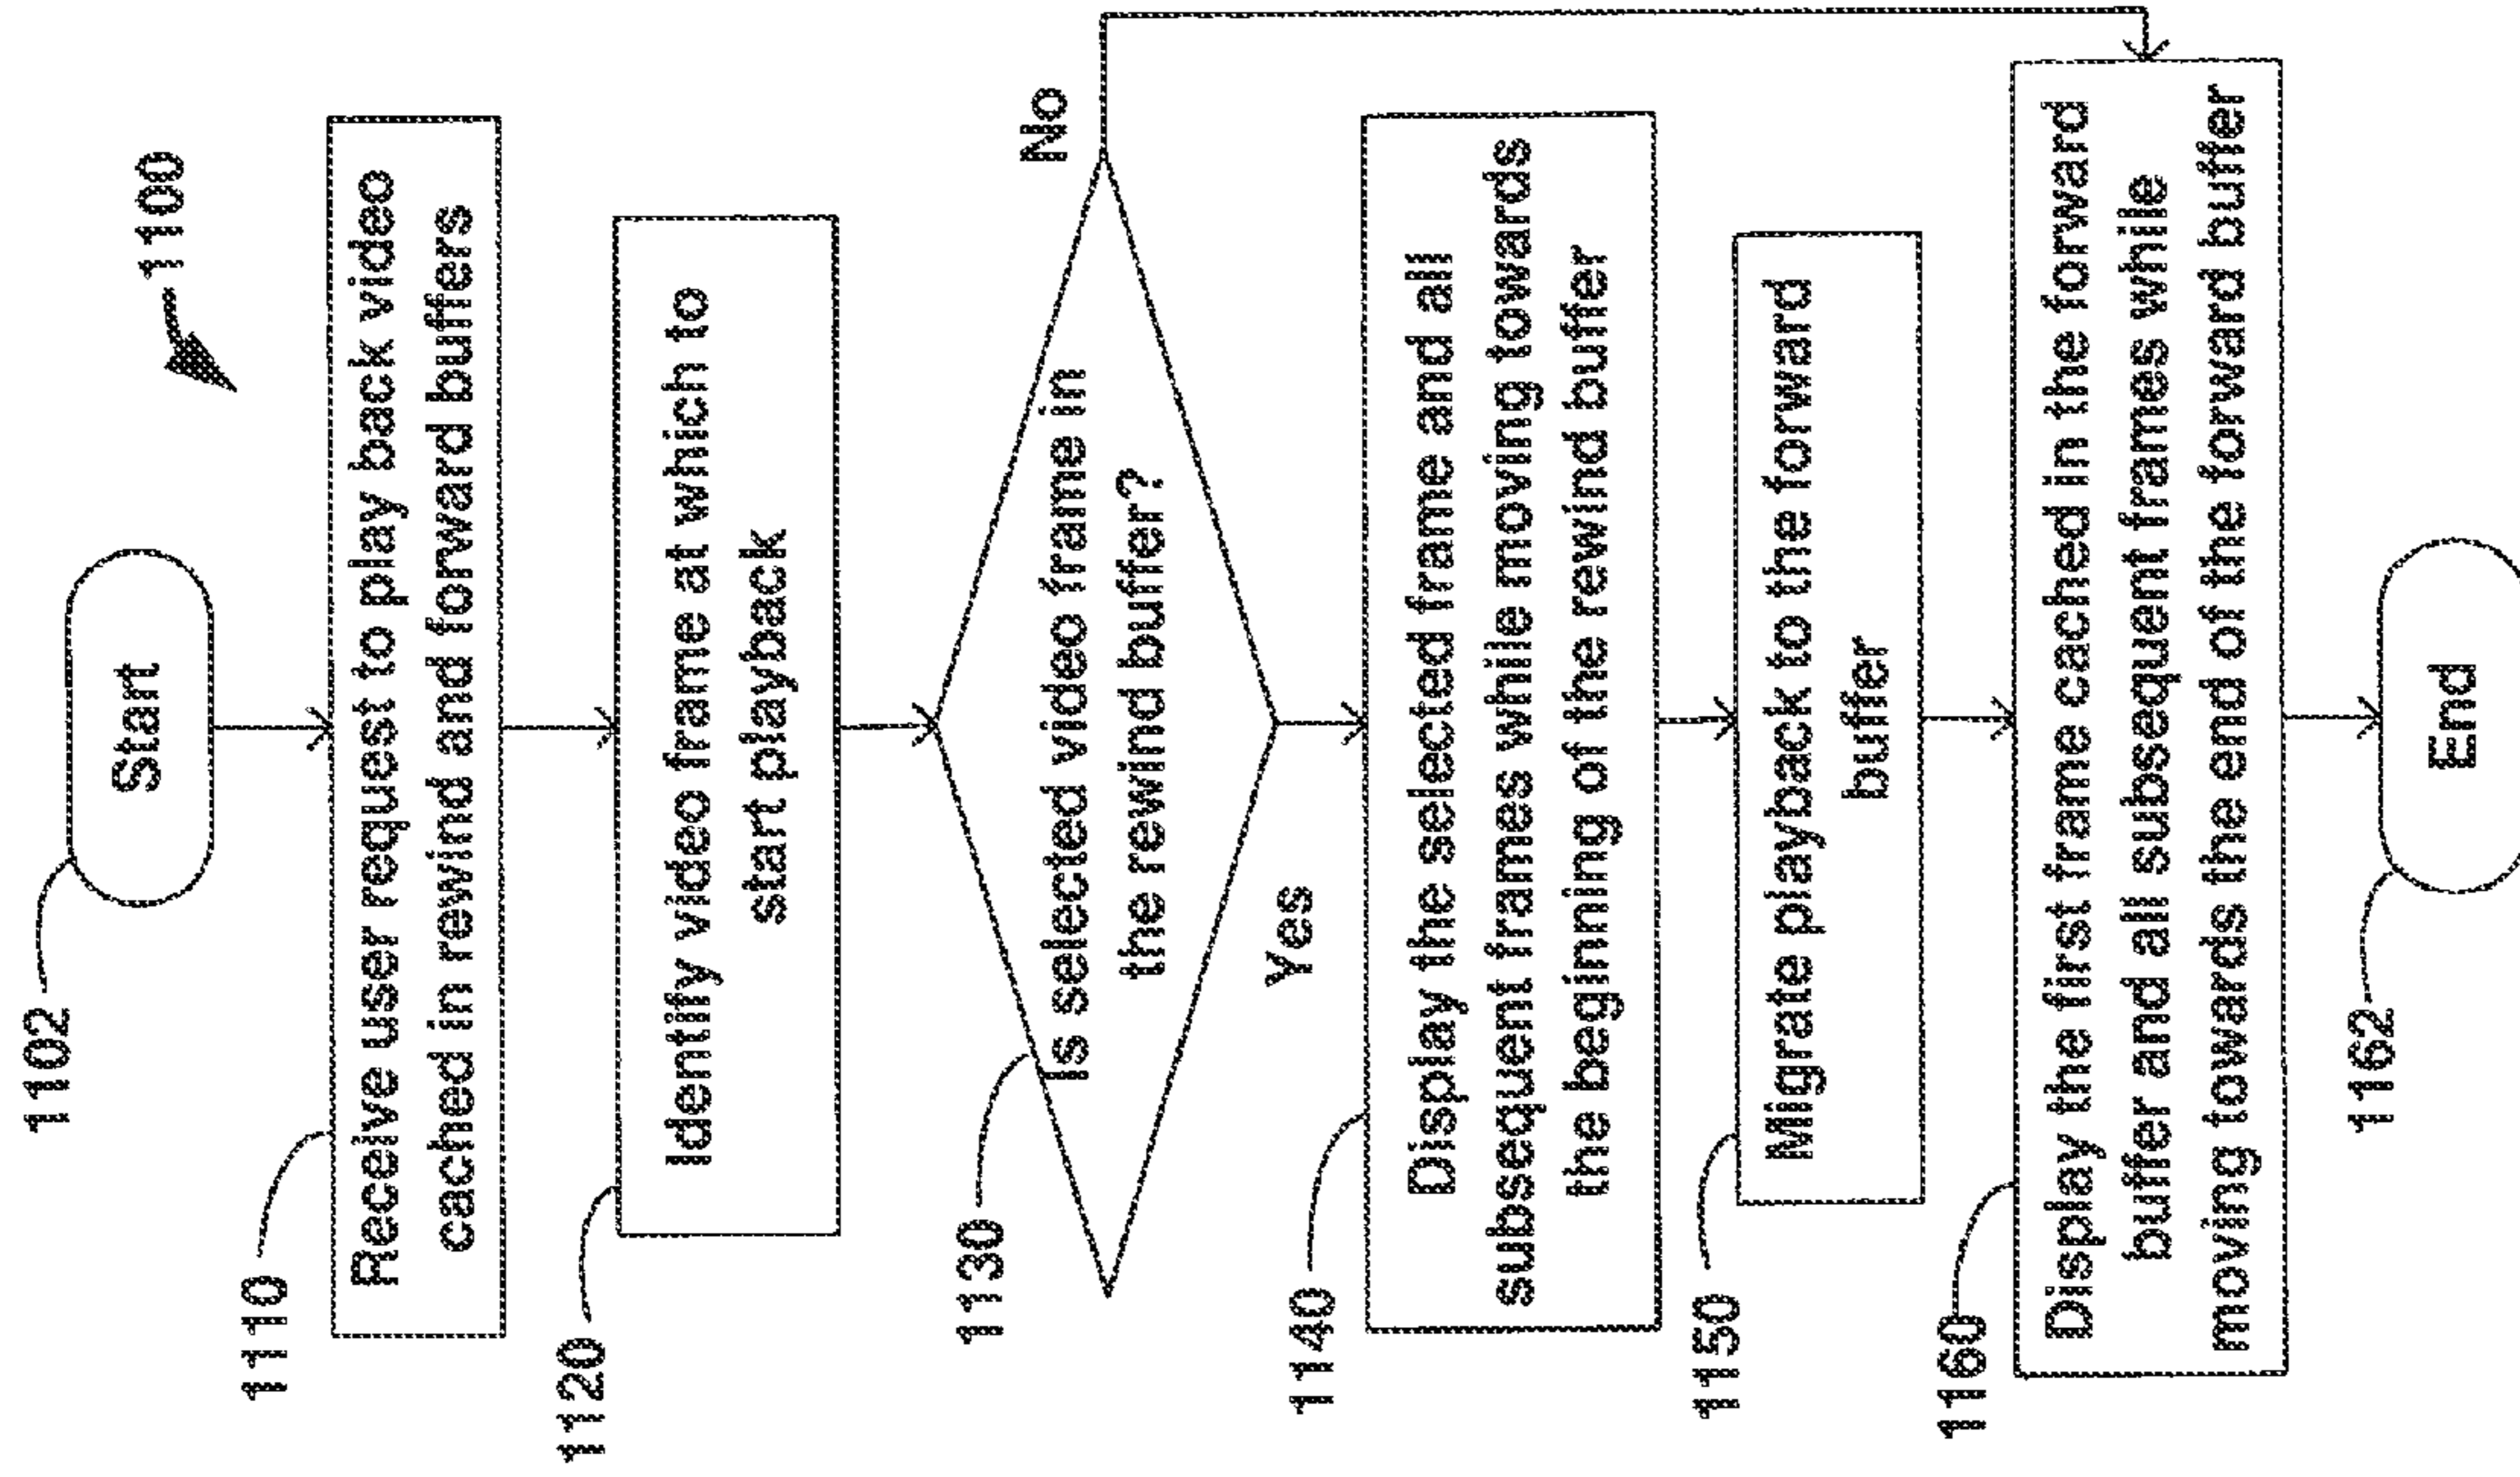 1100
1102
Start
1110
Receive user request to play back video
cached in rewind and forward buffers
1120
Identify video frame at which to
start playback
1130
Is selected video frame in
the rewind buffer?
No
Yes
1140
Display the selected frame and all
subsequent frames while moving towards
the beginning of the rewind buffer
1150
Migrate playback to the forward
buffer
1160
Display the first frame cached in the forward
buffer and all subsequent frames while
moving towards the end of the forward buffer
1162
End